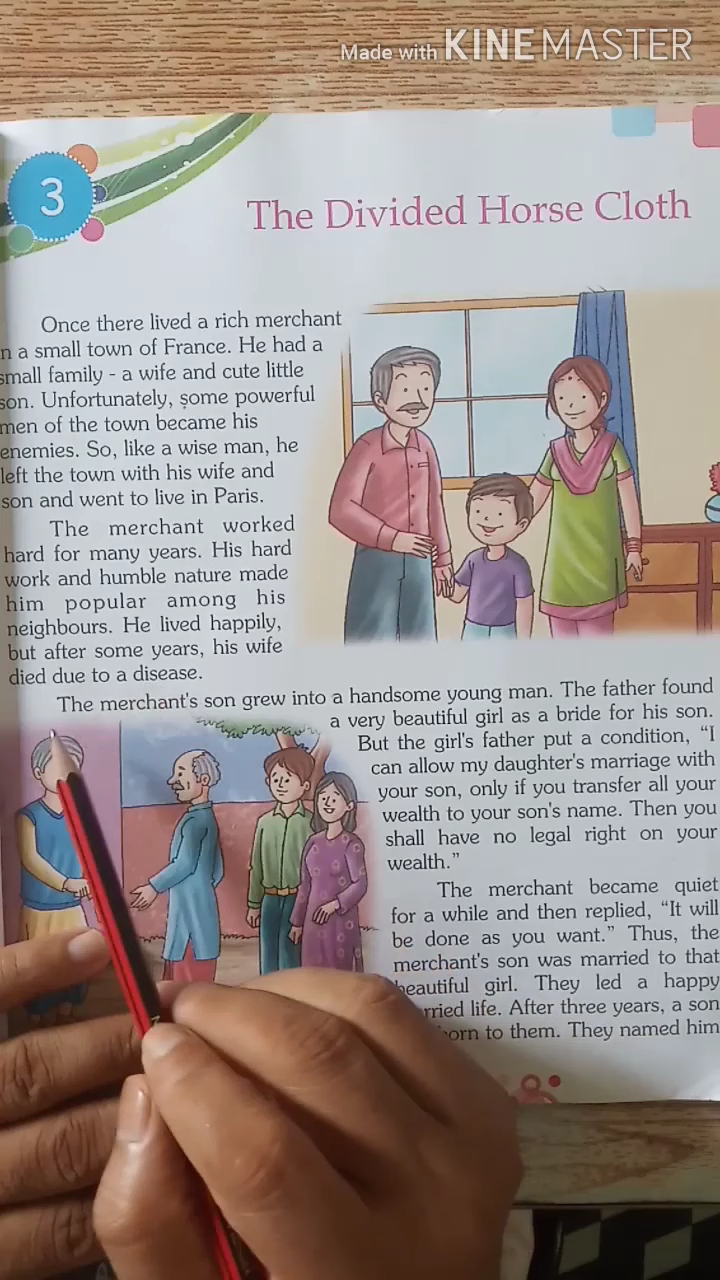 Made with KINEMASTER
3
The Divided Horse Cloth
Once there lived a rich merchant
n a small town of France. He had a
small family - a wife and cute little
son. Unfortunately, some powerful
men of the town became his
enemies. So, like a wise man, he
left the town with his wife and
son and went to live in Paris.
The merchant worked
hard for many years. His hard
work and humble nature made
him popular among his
neighbours. He lived happily,
but after some years, his wife
died due to a disease.
The merchant's son grew into a handsome young man. The father found
a very beautiful girl as a bride for his son.
But the girl's father put a condition, "I
can allow my daughter's marriage with
your son, only if you transfer all your
wealth to your son's name. Then you
shall have no legal right on your
wealth."
The merchant became quiet
for a while and then replied, "It will
be done as you want." Thus, the
merchant's son was married to that
beautiful girl. They led a happy
rried life. After three years, a son
orn to them. They named him